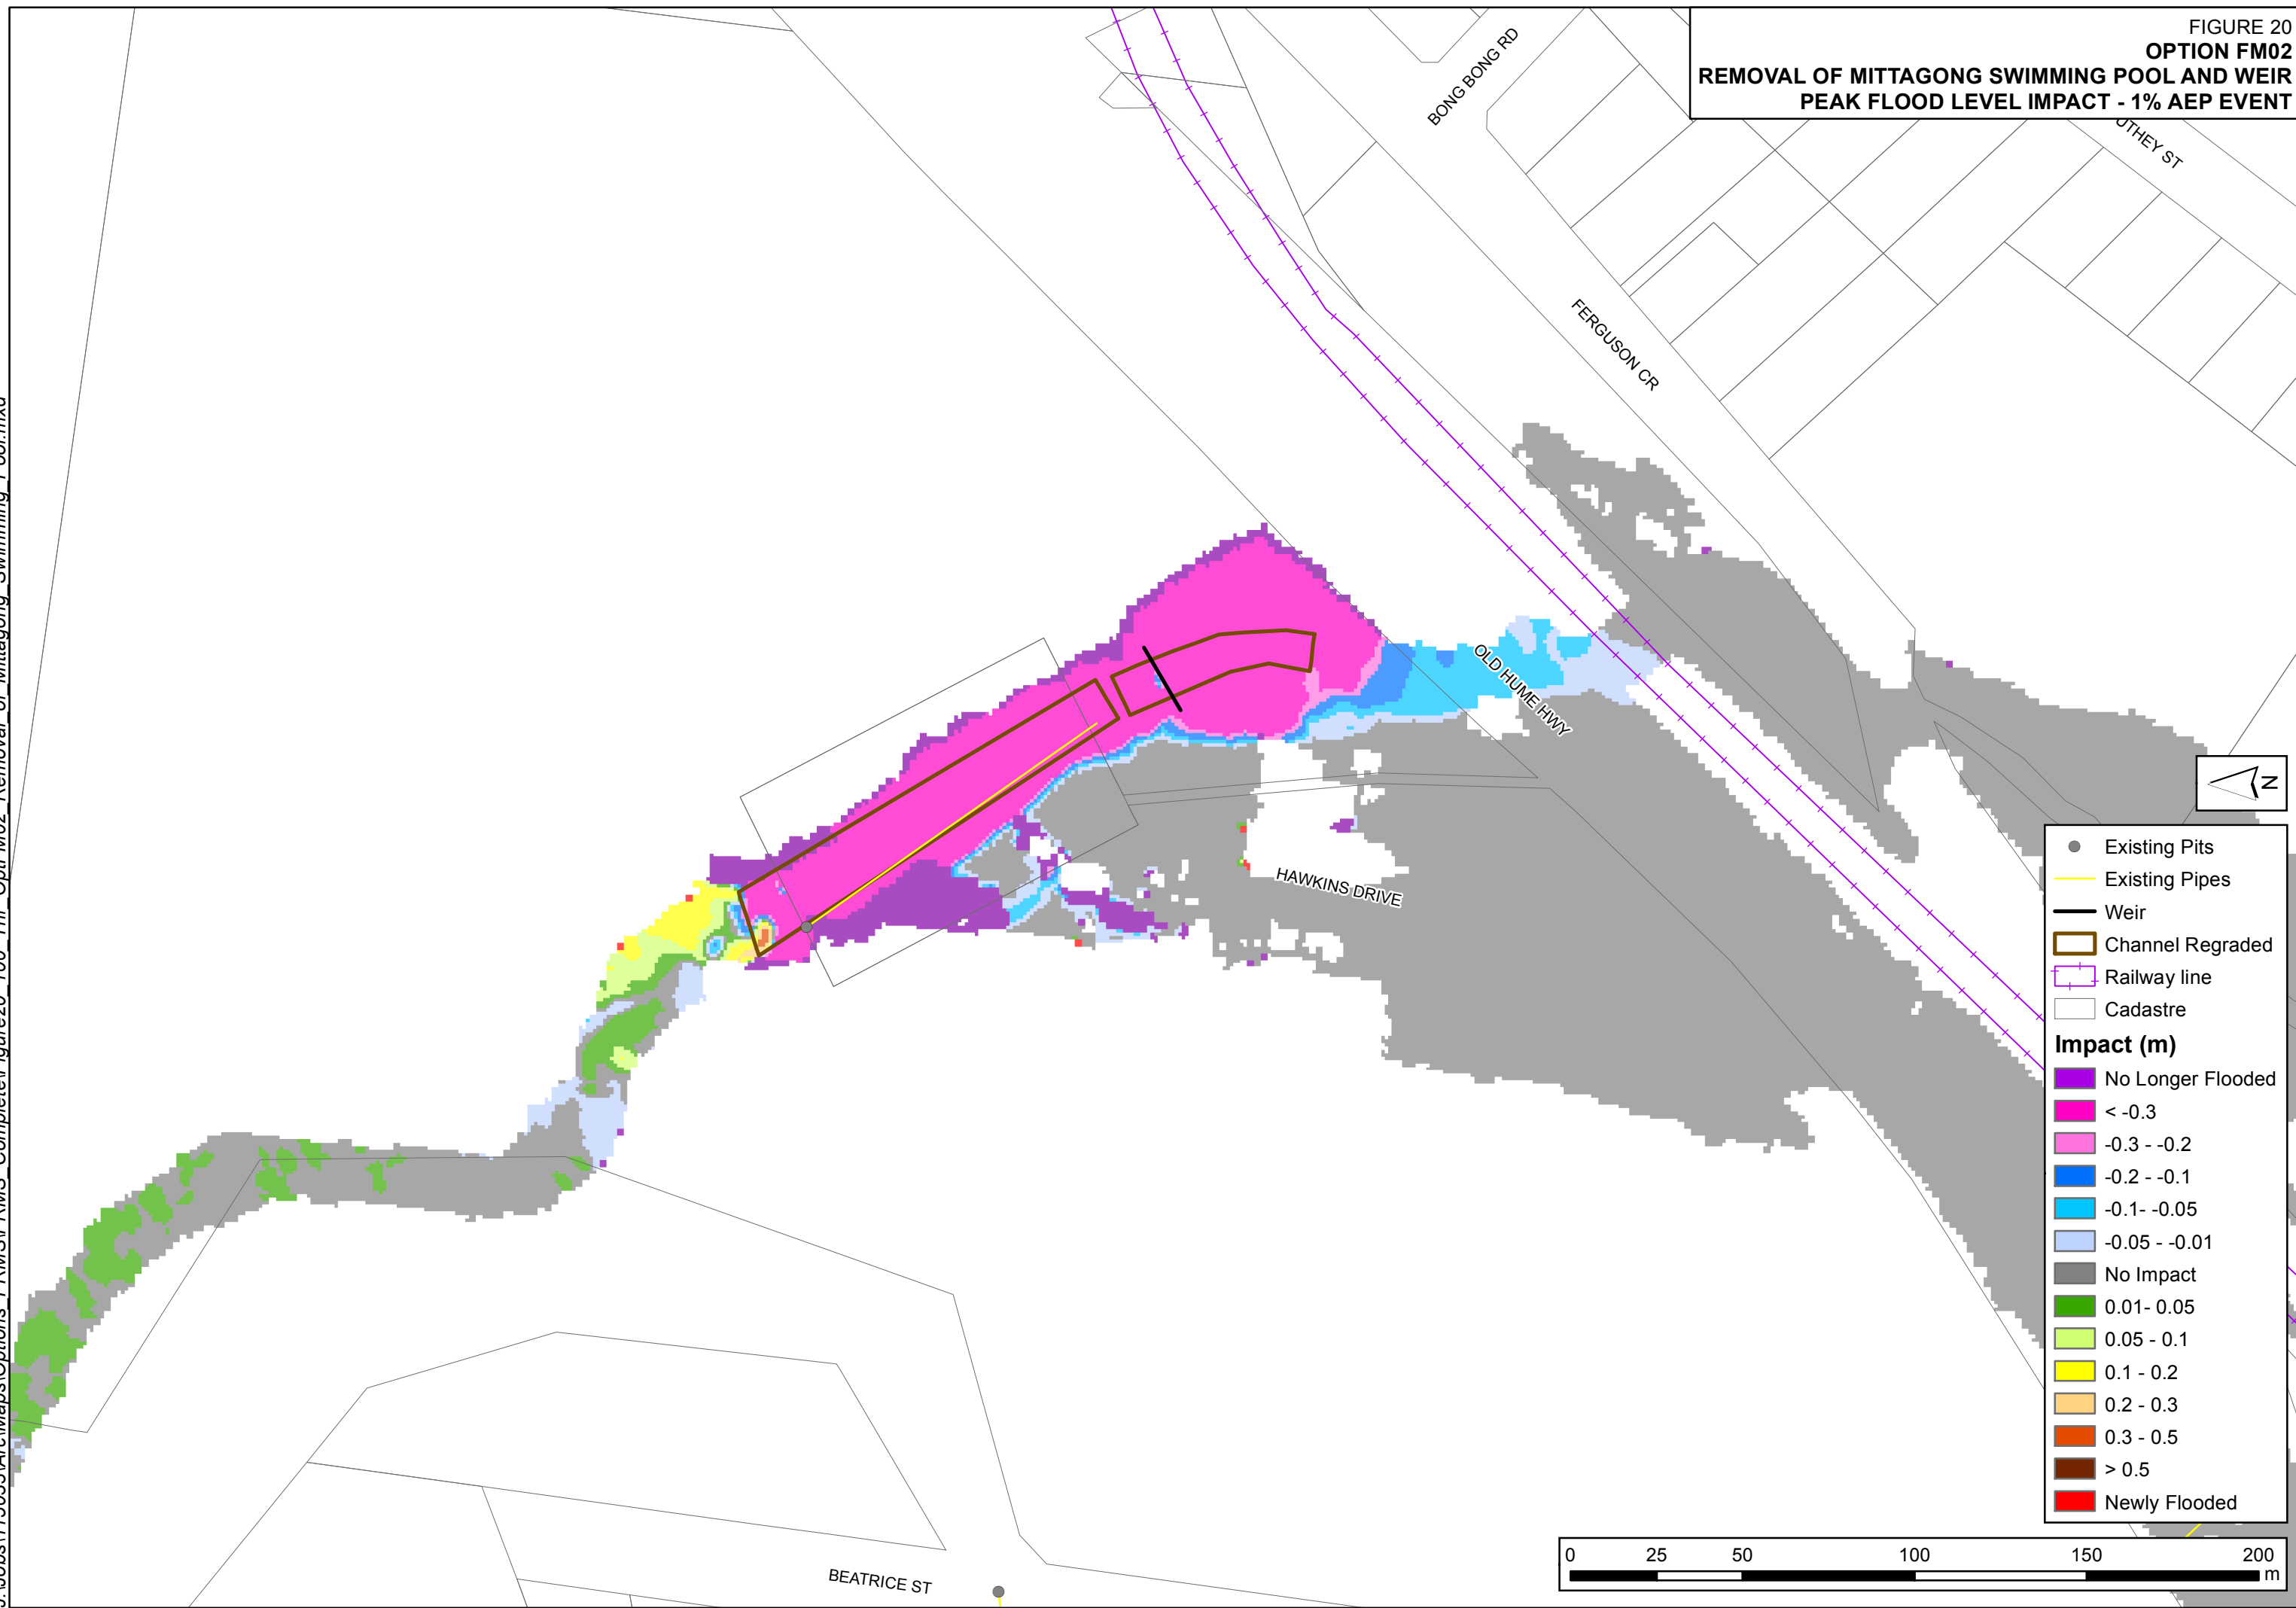 FIGURE 20
OPTION FM02
REMOVAL OF MITTAGONG SWIMMING POOL AND WEIR
PEAK FLOOD LEVEL IMPACT - 1% AEP EVENT
BONG BONG RD
UTHEY ST
FERGUSON CR
OLD HUME HWY
HAWKINS DRIVE
BEATRICE ST
N
Existing Pits
Existing Pipes
Weir
Channel Regraded
Railway line
Cadastre
Impact (m)
No Longer Flooded
< -0.3
-0.3 - -0.2
-0.2 - -0.1
-0.1- -0.05
-0.05 - -0.01
No Impact
0.01- 0.05
0.05 - 0.1
0.1 - 0.2
0.2 - 0.3
0.3 - 0.5
> 0.5
Newly Flooded
0 25 50 100 150 200
m